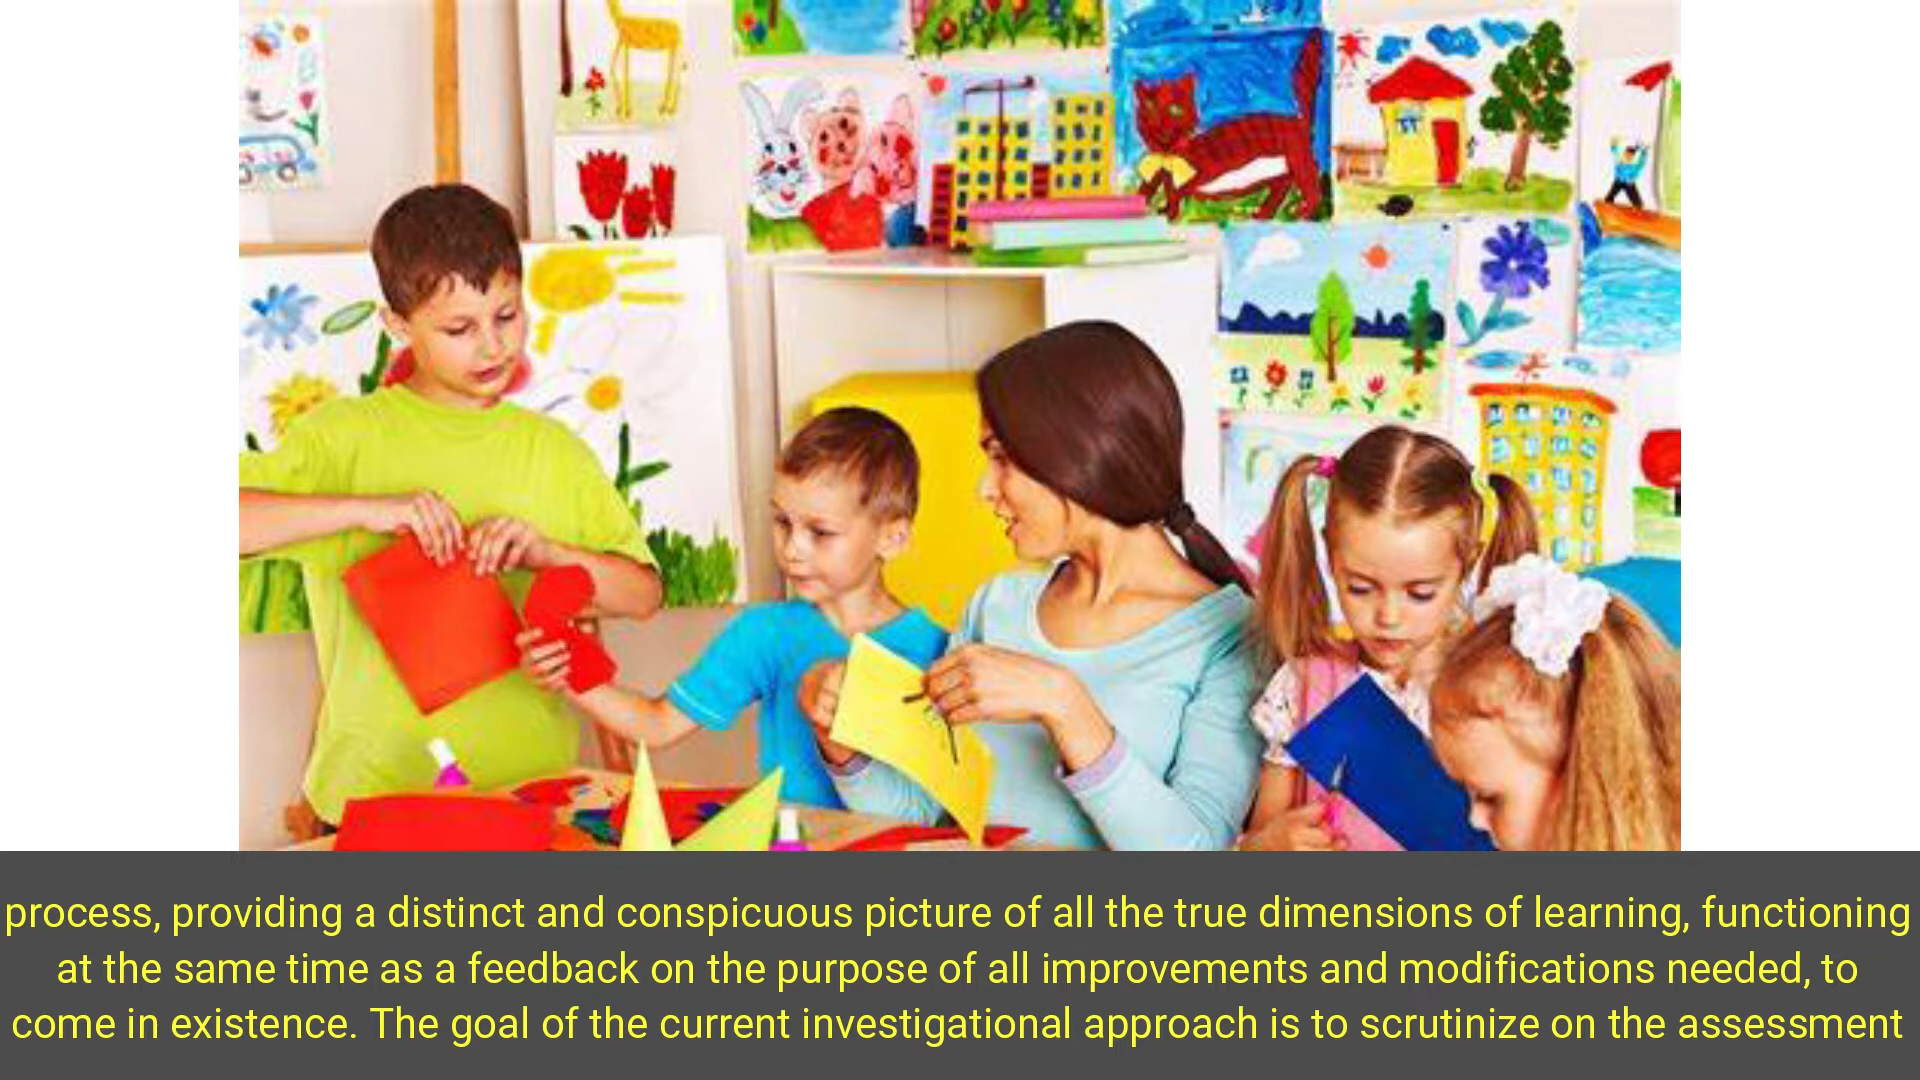 process, providing a distinct and conspicuous picture of all the true dimensions of learning, functioning
at the same time as a feedback on the purpose of all improvements and modifications needed, to
come in existence. The goal of the current investigational approach is to scrutinize on the assessment